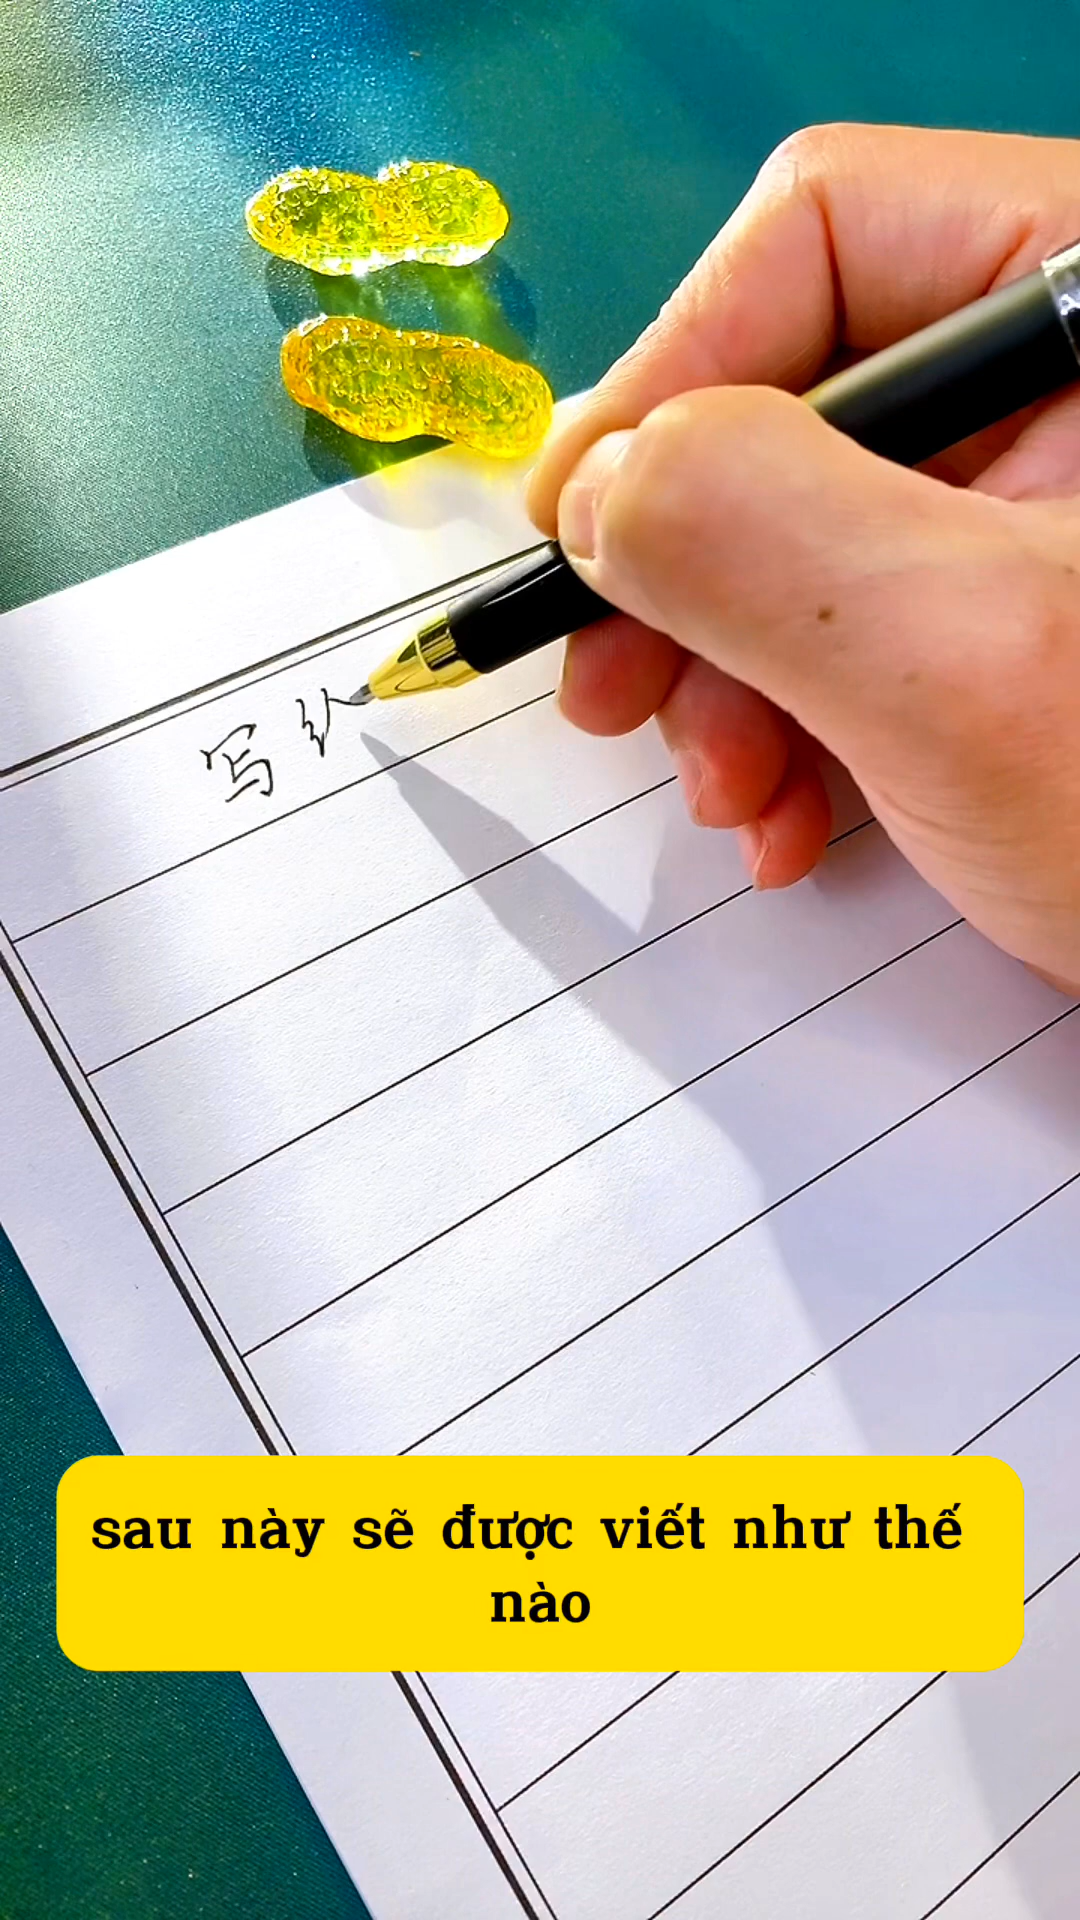 写
sau này sẽ được viết như thế
nào